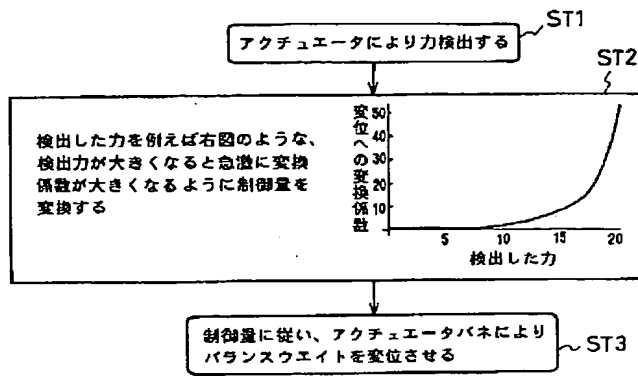 ST1
アクチュエータにより力検出する
ST2
検出した力を例えば右図のような、
検出力が大きくなると急激に変換
係数が大きくなるように制御量を
変換する
変位への変換係数
50
40
30
20
10
5 10 15 20
検出した力
制御量に従い、アクチュエータバネにより
バランスウエイトを変位させる
ST3